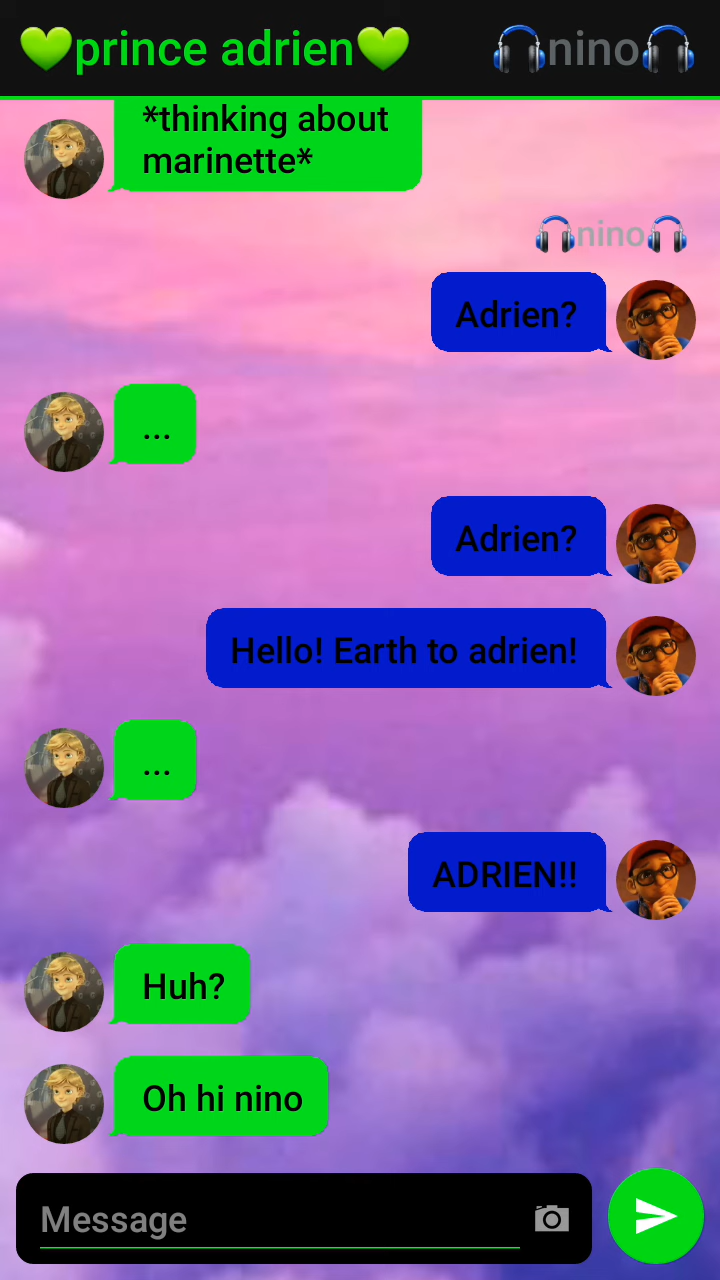 💚prince adrien💚 🎧nino🎧
*thinking about
marinette*
🎧nino🎧
Adrien?
...
Adrien?
Hello! Earth to adrien!
...
ADRIEN!!
Huh?
Oh hi nino
Message